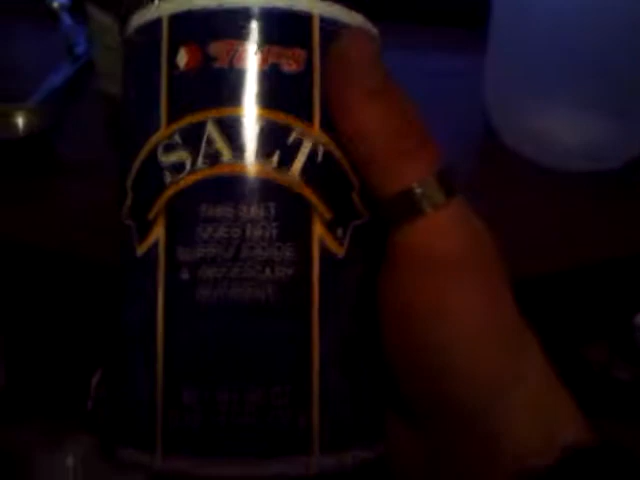 TOPS
SALT
THIS SALT
DOES NOT
SUPPLY IODIDE
A NECESSARY
NUTRIENT